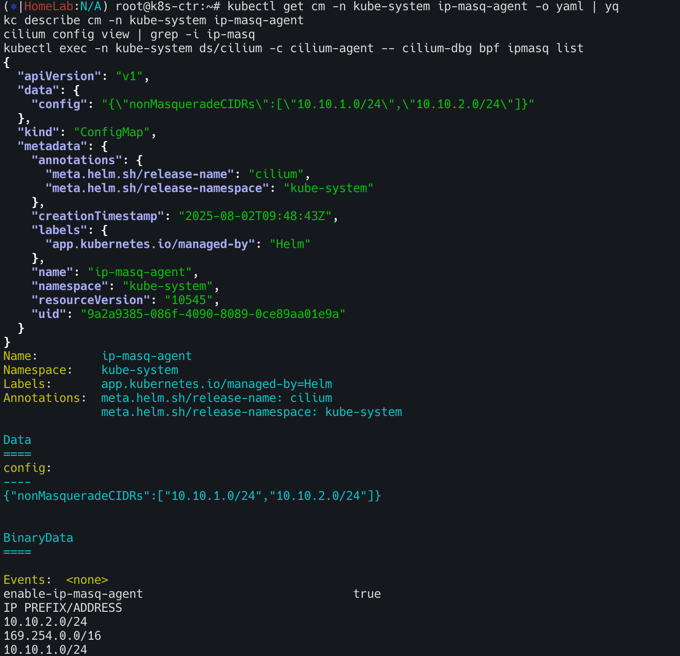 (⎈|HomeLab:N/A) root@k8s-ctr:~# kubectl get cm -n kube-system ip-masq-agent -o yaml | yq
kc describe cm -n kube-system ip-masq-agent
cilium config view | grep -i ip-masq
kubectl exec -n kube-system ds/cilium -c cilium-agent -- cilium-dbg bpf ipmasq list
{
  "apiVersion": "v1",
  "data": {
    "config": "{\"nonMasqueradeCIDRs\":[\"10.10.1.0/24\",\"10.10.2.0/24\"]}"
  },
  "kind": "ConfigMap",
  "metadata": {
    "annotations": {
      "meta.helm.sh/release-name": "cilium",
      "meta.helm.sh/release-namespace": "kube-system"
    },
    "creationTimestamp": "2025-08-02T09:48:43Z",
    "labels": {
      "app.kubernetes.io/managed-by": "Helm"
    },
    "name": "ip-masq-agent",
    "namespace": "kube-system",
    "resourceVersion": "10545",
    "uid": "9a2a9385-086f-4090-8089-0ce89aa01e9a"
  }
}
Name:         ip-masq-agent
Namespace:    kube-system
Labels:       app.kubernetes.io/managed-by=Helm
Annotations:  meta.helm.sh/release-name: cilium
              meta.helm.sh/release-namespace: kube-system

Data
====
config:
----
{"nonMasqueradeCIDRs":["10.10.1.0/24","10.10.2.0/24"]}


BinaryData
====

Events:  <none>
enable-ip-masq-agent                              true
IP PREFIX/ADDRESS
10.10.2.0/24
169.254.0.0/16
10.10.1.0/24